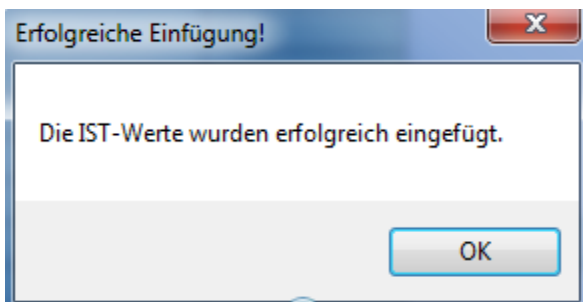 Erfolgreiche Einfügung!
Die IST-Werte wurden erfolgreich eingefügt.
OK